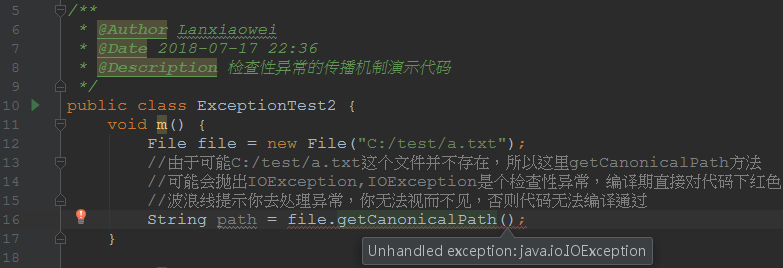 5 /**
6 * @Author Lanxiaowei
7 * @Date 2018-07-17 22:36
8 * @Description 检查性异常的传播机制演示代码
9 */
10 public class ExceptionTest2 {
11 void m() {
12 File file = new File("C:/test/a.txt");
13 //由于可能C:/test/a.txt这个文件并不存在，所以这里getCanonicalPath方法
14 //可能会抛出IOException,IOException是个检查性异常，编译期直接对代码下红色
15 //波浪线提示你去处理异常，你无法视而不见，否则代码无法编译通过
16 String path = file.getCanonicalPath();
17 }
Unhandled exception: java.io.IOException
18